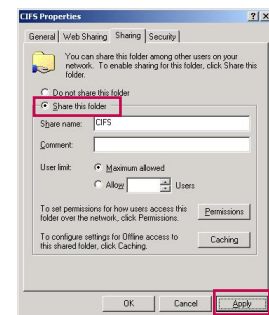 CIFS Properties
General Web Sharing Sharing Security
You can share this folder among other users on your
network. To enable sharing for this folder, click Share this
folder.
Do not share this folder
Share this folder
Share name: CIFS
Comment:
User limit: Maximum allowed
Allow Users
To set permissions for how users access this
folder over the network, click Permissions.
Permissions
To configure settings for Offline access to
this shared folder, click Caching.
Caching
OK Cancel Apply